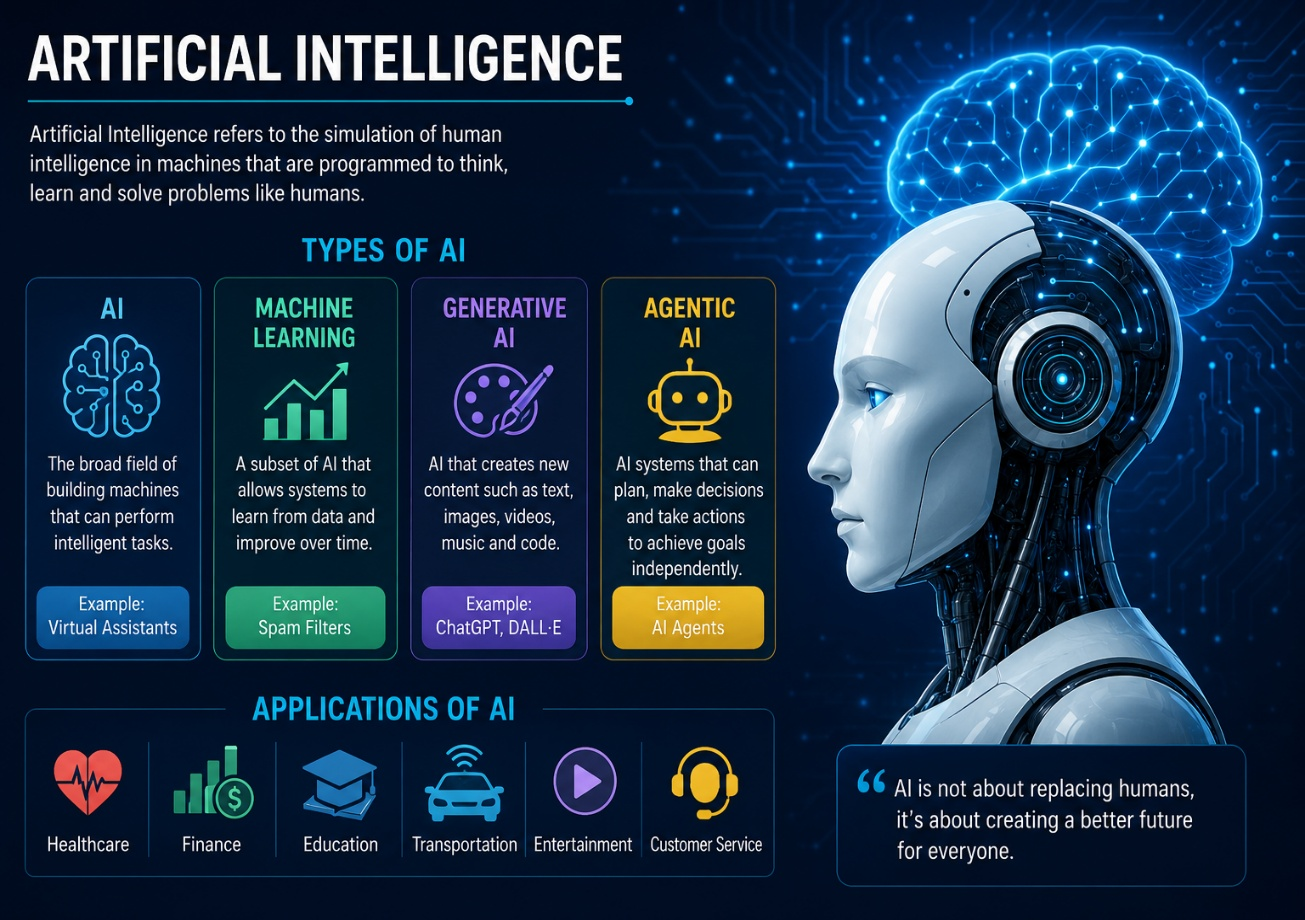 ARTIFICIAL INTELLIGENCE
Artificial Intelligence refers to the simulation of human
intelligence in machines that are programmed to think,
learn and solve problems like humans.
TYPES OF AI
AI
The broad field of
building machines
that can perform
intelligent tasks.
Example:
Virtual Assistants
MACHINE
LEARNING
A subset of AI that
allows systems to
learn from data and
improve over time.
Example:
Spam Filters
GENERATIVE
AI
AI that creates new
content such as text,
images, videos,
music and code.
Example:
ChatGPT, DALL·E
AGENTIC
AI
AI systems that can
plan, make decisions
and take actions
to achieve goals
independently.
Example:
AI Agents
APPLICATIONS OF AI
$
Healthcare
Finance
Education
Transportation
Entertainment
Customer Service
“ AI is not about replacing humans,
it's about creating a better future
for everyone.